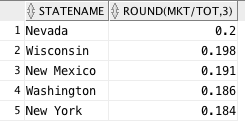 STATENAME ROUND(MKT/TOT,3)
1 Nevada 0.2
2 Wisconsin 0.198
3 New Mexico 0.191
4 Washington 0.186
5 New York 0.184